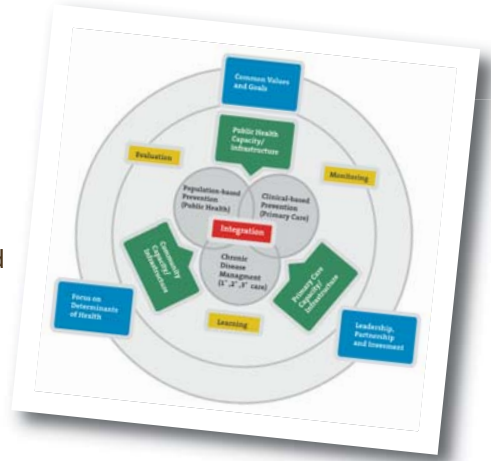 Common Values
and Goals
Public Health
Capacity/
infrastructure
Evaluation
Monitoring
Population-based
Prevention
(Public Health)
Clinical-based
Prevention
(Primary Care)
Integration
Chronic
Disease
Managment
(1˚,2˚,3˚ care)
Community
Capacity/
Infrastructure
Primary Care
Capacity/
Infrastructure
Focus on
Determinants
of Health
Learning
Leadership,
Partnership
and Invesment
d